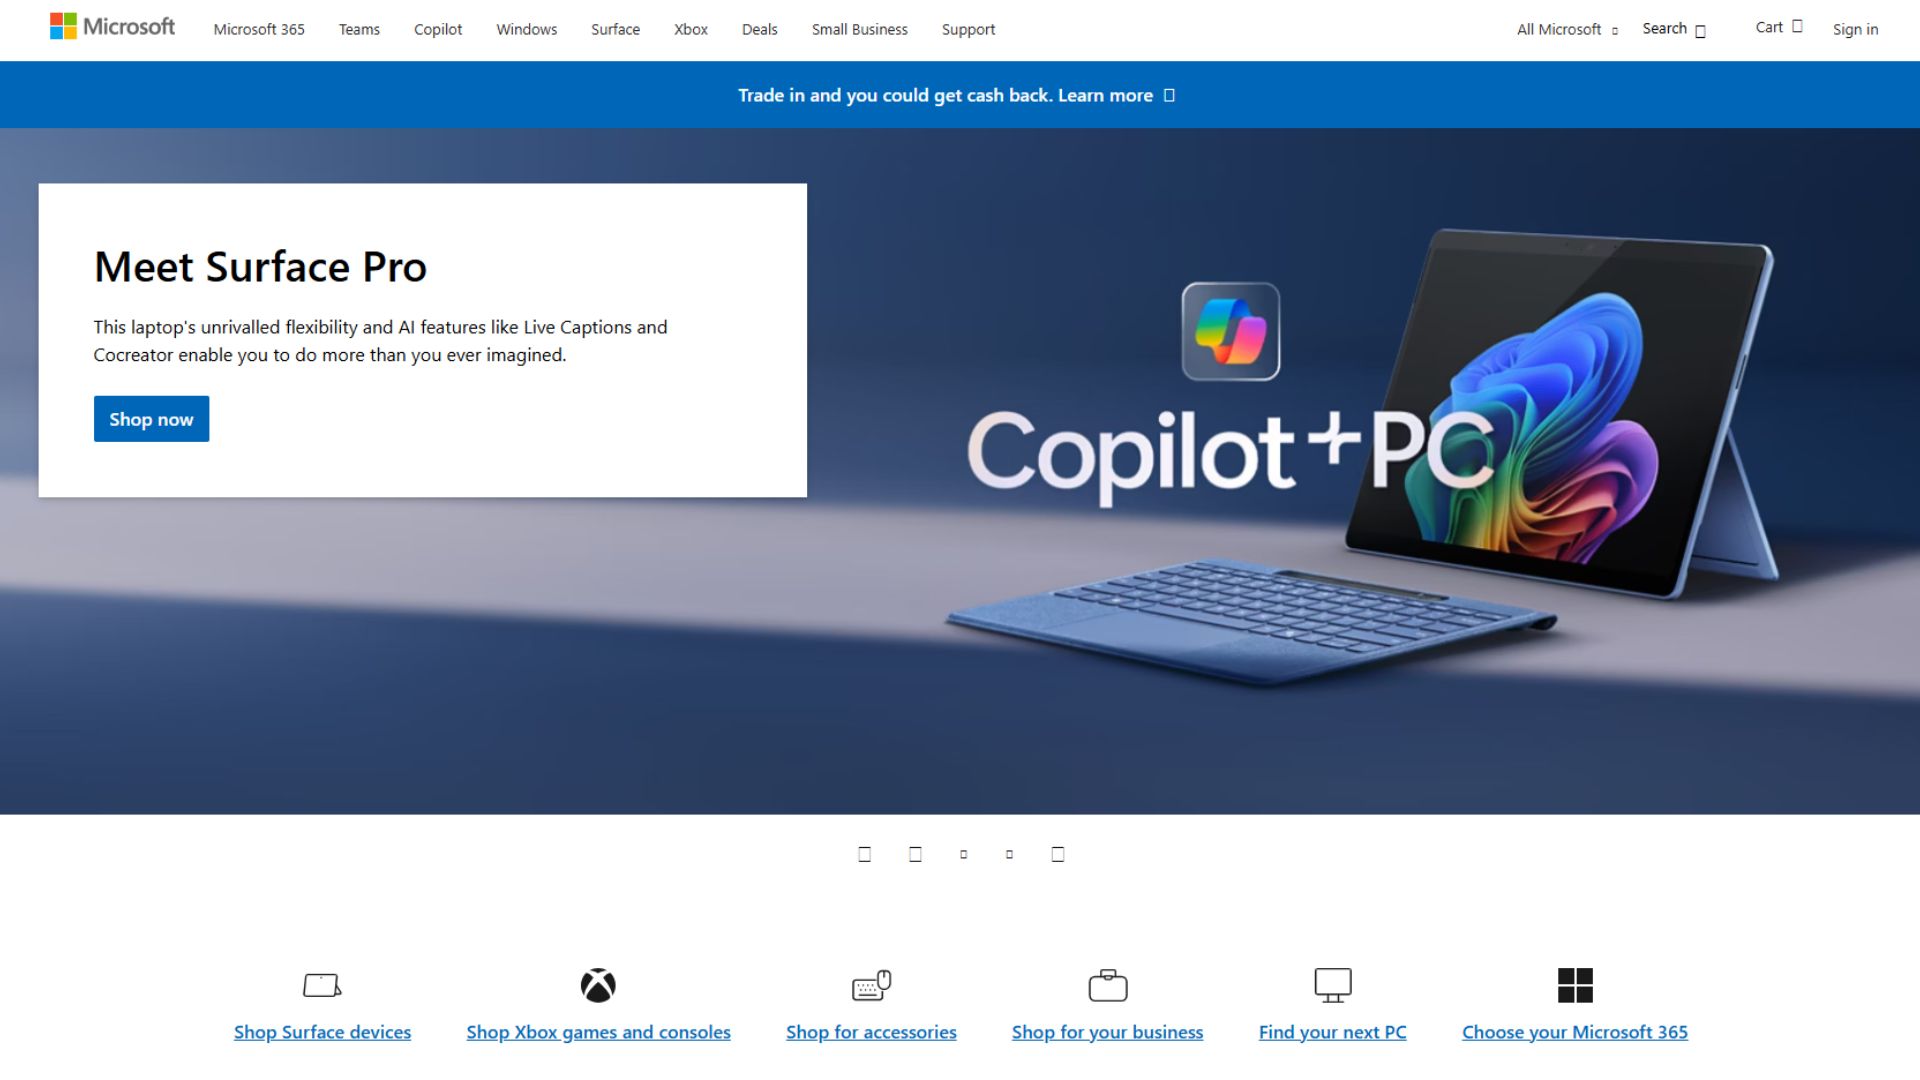 Microsoft
Microsoft 365
Teams
Copilot
Windows
Surface
Xbox
Deals
Small Business
Support
All Microsoft
Search
Cart
Sign in
Trade in and you could get cash back. Learn more
Meet Surface Pro
This laptop's unrivalled flexibility and AI features like Live Captions and
Cocreator enable you to do more than you ever imagined.
Shop now
Copilot+PC
Shop Surface devices
Shop Xbox games and consoles
Shop for accessories
Shop for your business
Find your next PC
Choose your Microsoft 365